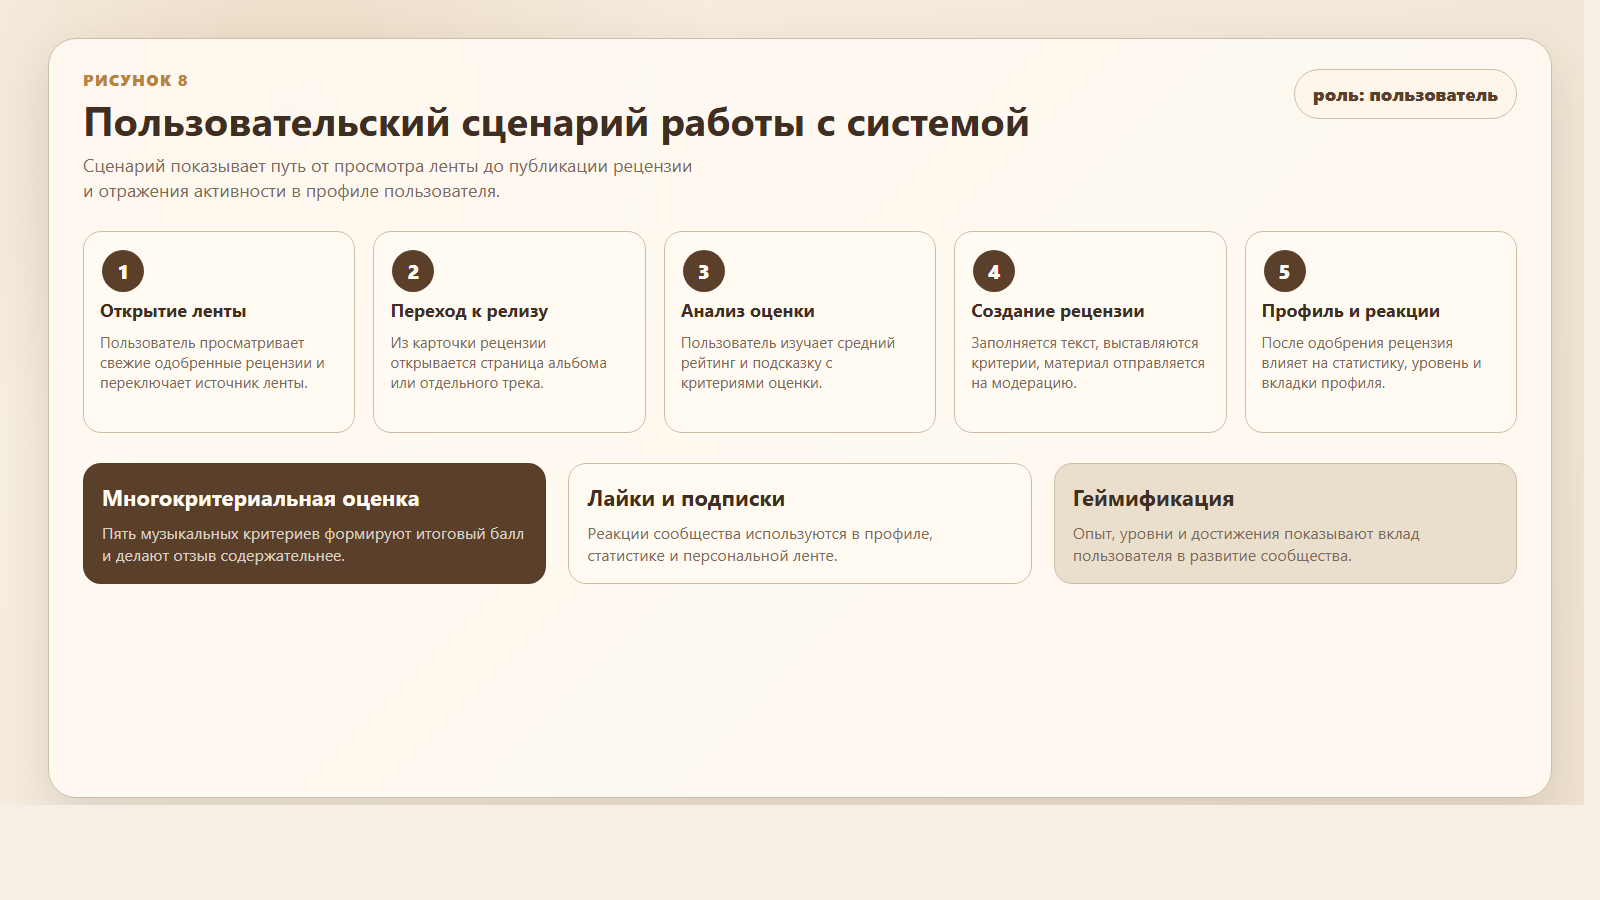 РИСУНОК 8
роль: пользователь
Пользовательский сценарий работы с системой
Сценарий показывает путь от просмотра ленты до публикации рецензии
и отражения активности в профиле пользователя.
1
Открытие ленты
Пользователь просматривает
свежие одобренные рецензии и
переключает источник ленты.
2
Переход к релизу
Из карточки рецензии
открывается страница альбома
или отдельного трека.
3
Анализ оценки
Пользователь изучает средний
рейтинг и подсказку с
критериями оценки.
4
Создание рецензии
Заполняется текст, выставляются
критерии, материал отправляется
на модерацию.
5
Профиль и реакции
После одобрения рецензия
влияет на статистику, уровень и
вкладки профиля.
Многокритериальная оценка
Пять музыкальных критериев формируют итоговый балл
и делают отзыв содержательнее.
Лайки и подписки
Реакции сообщества используются в профиле,
статистике и персональной ленте.
Геймификация
Опыт, уровни и достижения показывают вклад
пользователя в развитие сообщества.